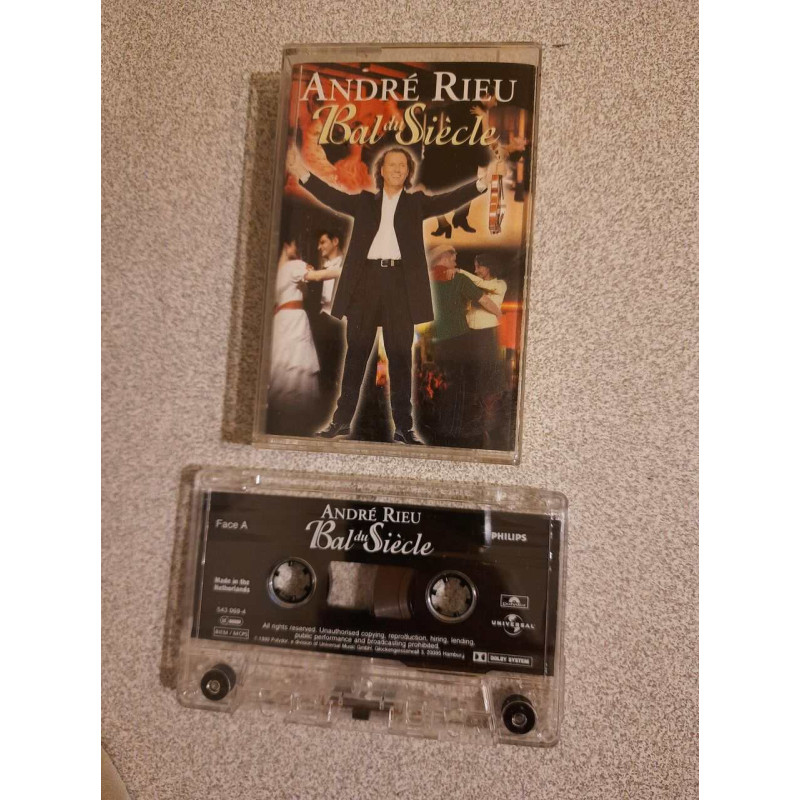 ANDRÉ RIEU
Bal du Siècle
ANDRÉ RIEU
Bal du Siècle
Face A
PHILIPS
Made in the
Netherlands
543 069-4
UNIVERSAL
All rights reserved. Unauthorised copying, reproduction, hiring, lending,
public performance and broadcasting prohibited.
DOLBY SYSTEM